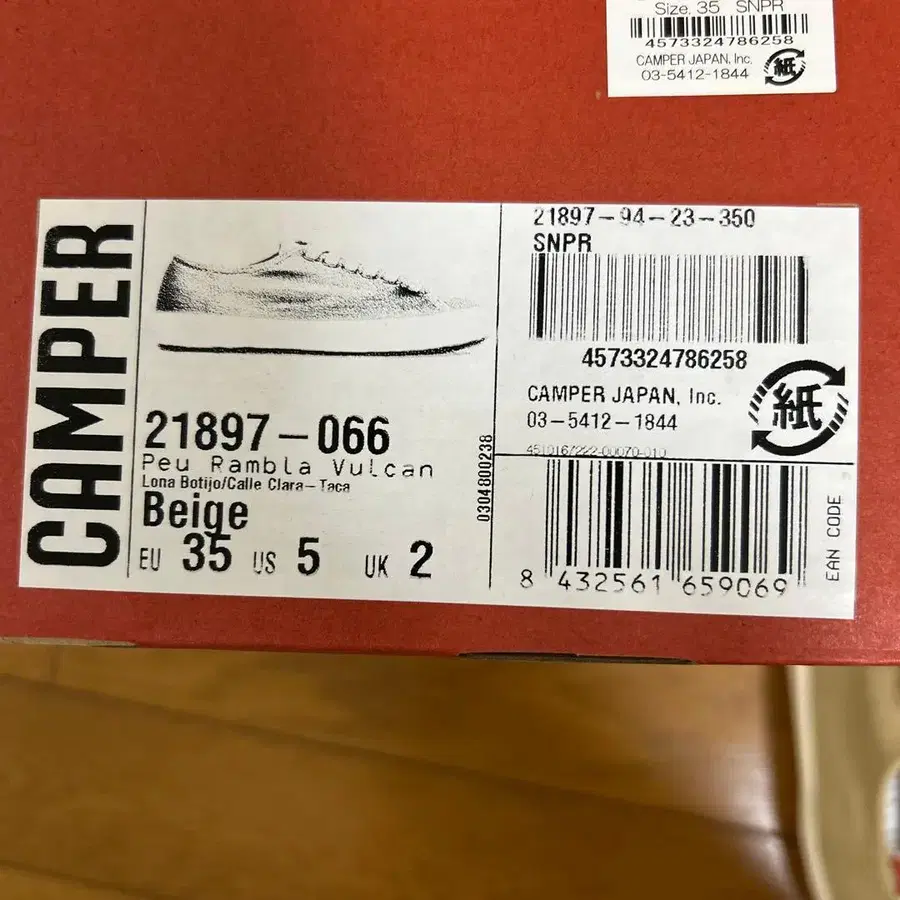 Size. 35 SNPR
4573324786258
CAMPER JAPAN, Inc.
03-5412-1844
紙
CAMPER
21897-066
Peu Rambla Vulcan
Lona Botijo/Calle Clara-Taca
Beige
EU 35 US 5 UK 2
0304800238
21897-94-23-350
SNPR
4573324786258
CAMPER JAPAN, Inc.
03-5412-1844
紙
8 432561 659069
EAN CODE